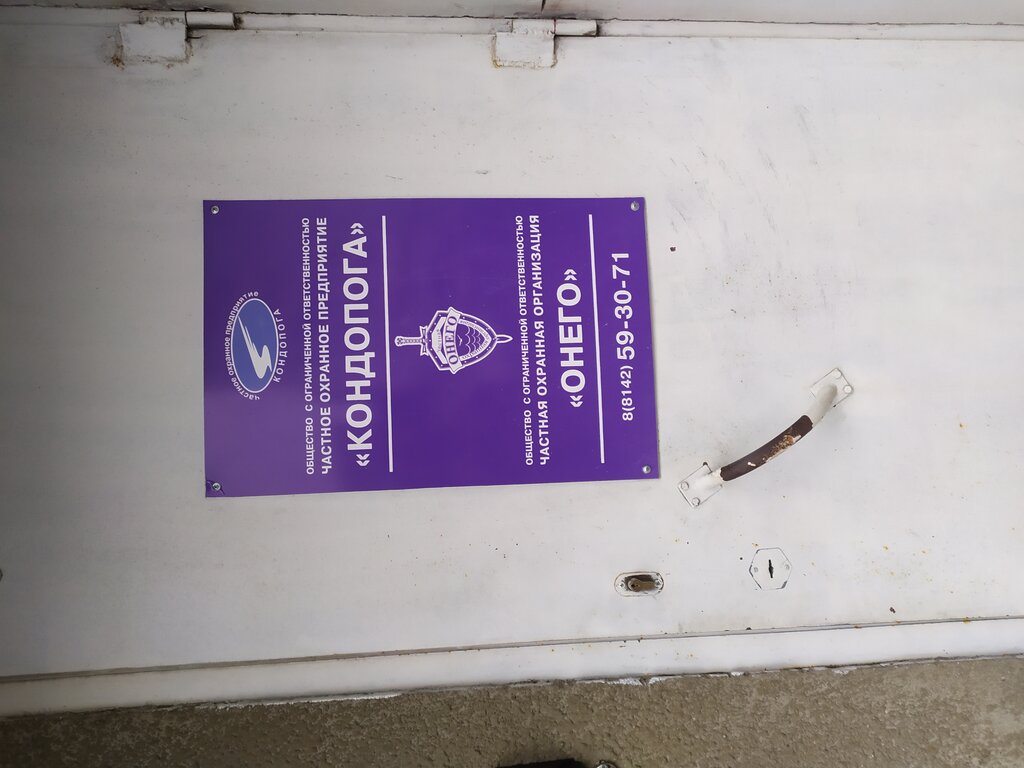 частное охранное предприятие
КОНДОПОГА
ОБЩЕСТВО С ОГРАНИЧЕННОЙ ОТВЕТСТВЕННОСТЬЮ
ЧАСТНОЕ ОХРАННОЕ ПРЕДПРИЯТИЕ
«КОНДОПОГА»
ОНЕГО
ОБЩЕСТВО С ОГРАНИЧЕННОЙ ОТВЕТСТВЕННОСТЬЮ
ЧАСТНАЯ ОХРАННАЯ ОРГАНИЗАЦИЯ
«ОНЕГО»
8(8142) 59-30-71